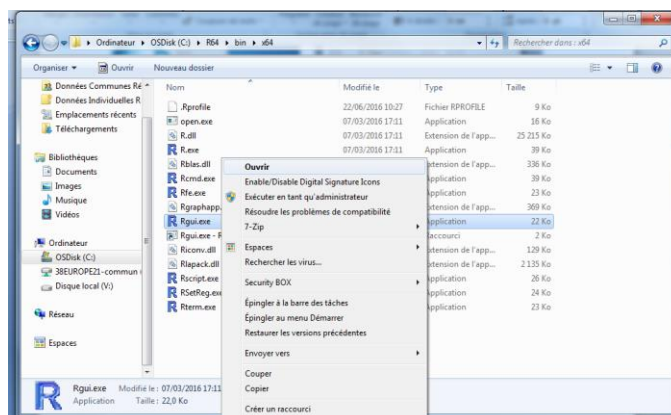 Ordinateur ▸ OSDisk (C:) ▸ R64 ▸ bin ▸ x64
Rechercher dans : x64
Organiser Ouvrir Nouveau dossier
Nom Modifié le Type Taille
Données Communes Ré
Données Individuelles R
Emplacements récents
Téléchargements
Bibliothèques
Documents
Images
Musique
Vidéos
Ordinateur
OSDisk (C:)
38EUROPE21-commun
Disque local (V:)
Réseau
Espaces
.Rprofile 22/06/2016 10:27 Fichier RPROFILE 9 Ko
open.exe 07/03/2016 17:11 Application 16 Ko
R.dll 07/03/2016 17:11 Extension de l'app... 25 215 Ko
R.exe 07/03/2016 17:11 Application 39 Ko
Rblas.dll xtension de l'app... 336 Ko
Rcmd.exe pplication 39 Ko
Rfe.exe pplication 23 Ko
Rgraphapp. xtension de l'app... 369 Ko
Rgui.exe pplication 22 Ko
Rgui.exe - R accourci 2 Ko
Riconv.dll xtension de l'app... 129 Ko
Rlapack.dll xtension de l'app... 2 135 Ko
Rscript.exe pplication 26 Ko
RSetReg.ex pplication 24 Ko
Rterm.exe pplication 23 Ko
Ouvrir
Enable/Disable Digital Signature Icons
Exécuter en tant qu'administrateur
Résoudre les problèmes de compatibilité
7-Zip
Espaces
Rechercher les virus...
Security BOX
Épingler à la barre des tâches
Épingler au menu Démarrer
Restaurer les versions précédentes
Envoyer vers
Couper
Copier
Créer un raccourci
Rgui.exe Modifié le : 07/03/2016 17:11
Application Taille : 22,0 Ko